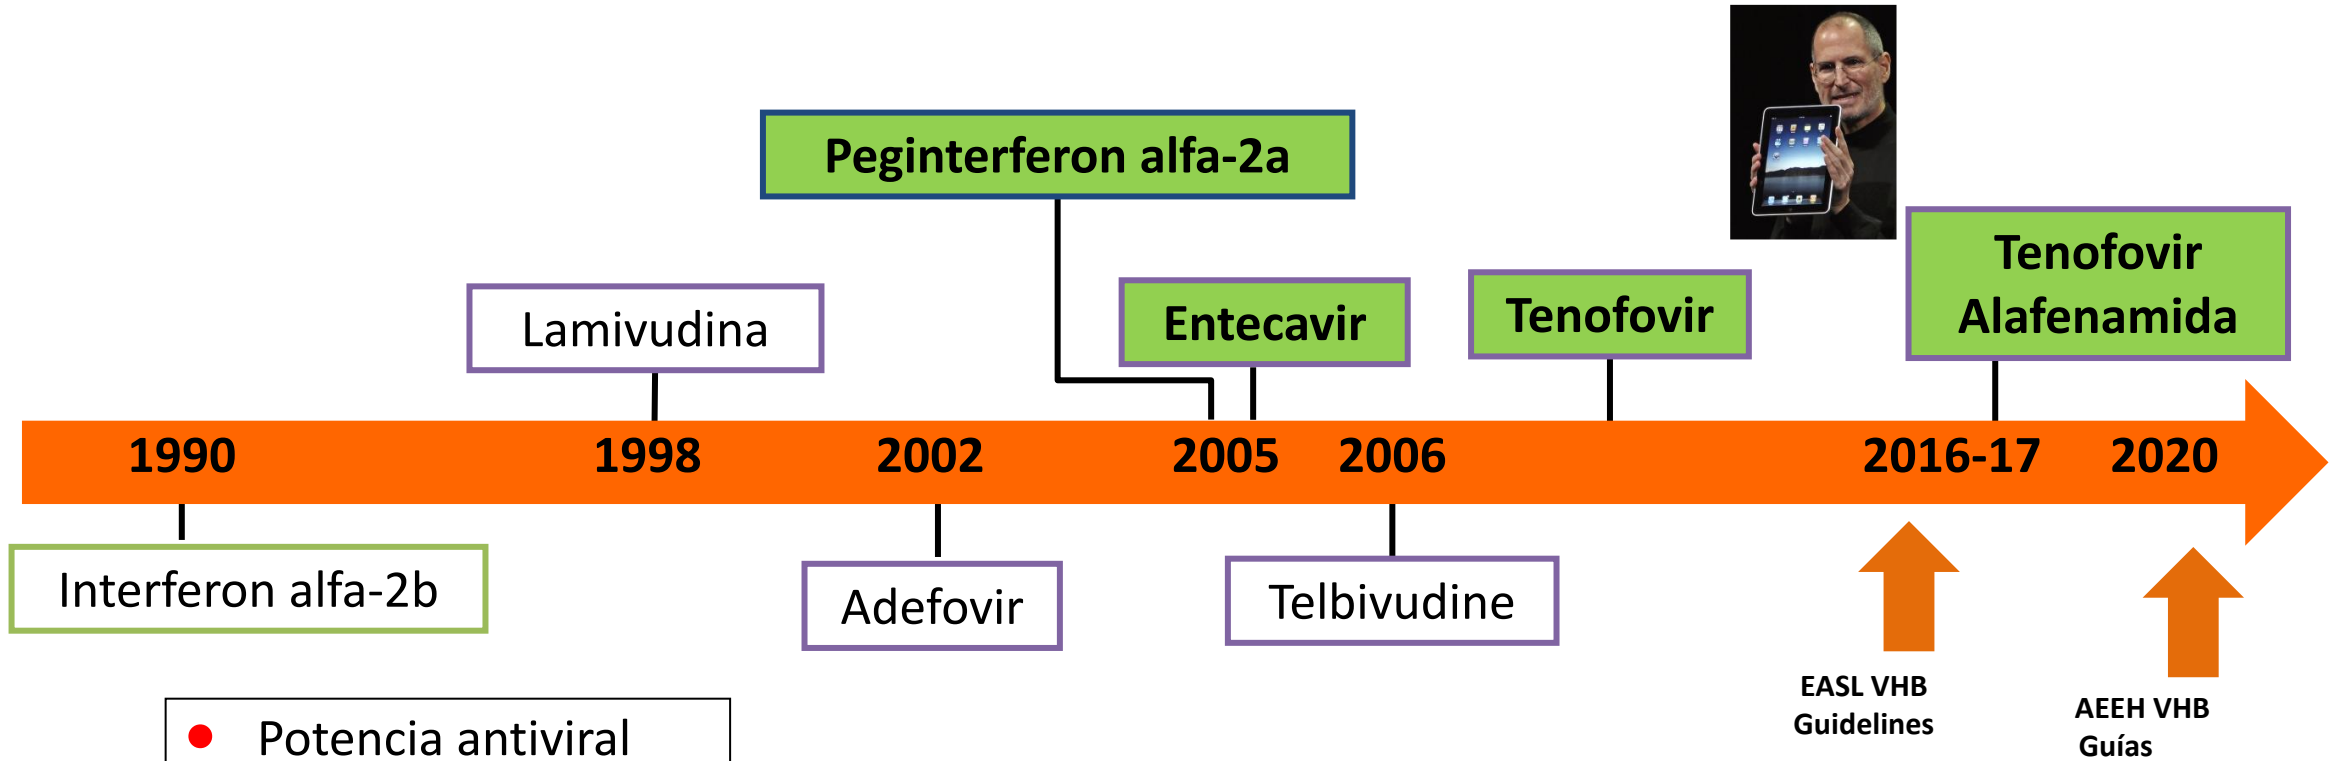 Peginterferon alfa-2a
Tenofovir
Alafenamida
Lamivudina
Entecavir
Tenofovir
1990
1998
2002
2005
2006
2016-17
2020
Interferon alfa-2b
Adefovir
Telbivudine
EASL VHB
Guidelines
AEEH VHB
Guías
Potencia antiviral